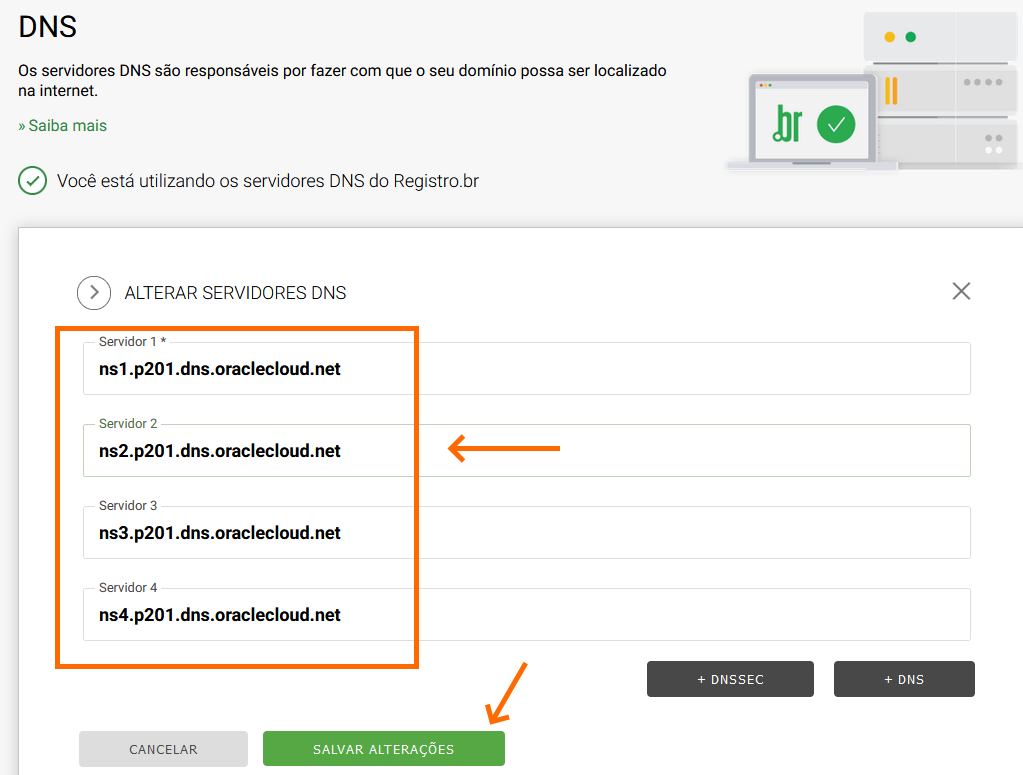 DNS
Os servidores DNS são responsáveis por fazer com que o seu domínio possa ser localizado
na internet.
» Saiba mais
.br
Você está utilizando os servidores DNS do Registro.br
ALTERAR SERVIDORES DNS
Servidor 1 *
ns1.p201.dns.oraclecloud.net
Servidor 2
ns2.p201.dns.oraclecloud.net
Servidor 3
ns3.p201.dns.oraclecloud.net
Servidor 4
ns4.p201.dns.oraclecloud.net
+ DNSSEC
+ DNS
CANCELAR
SALVAR ALTERAÇÕES